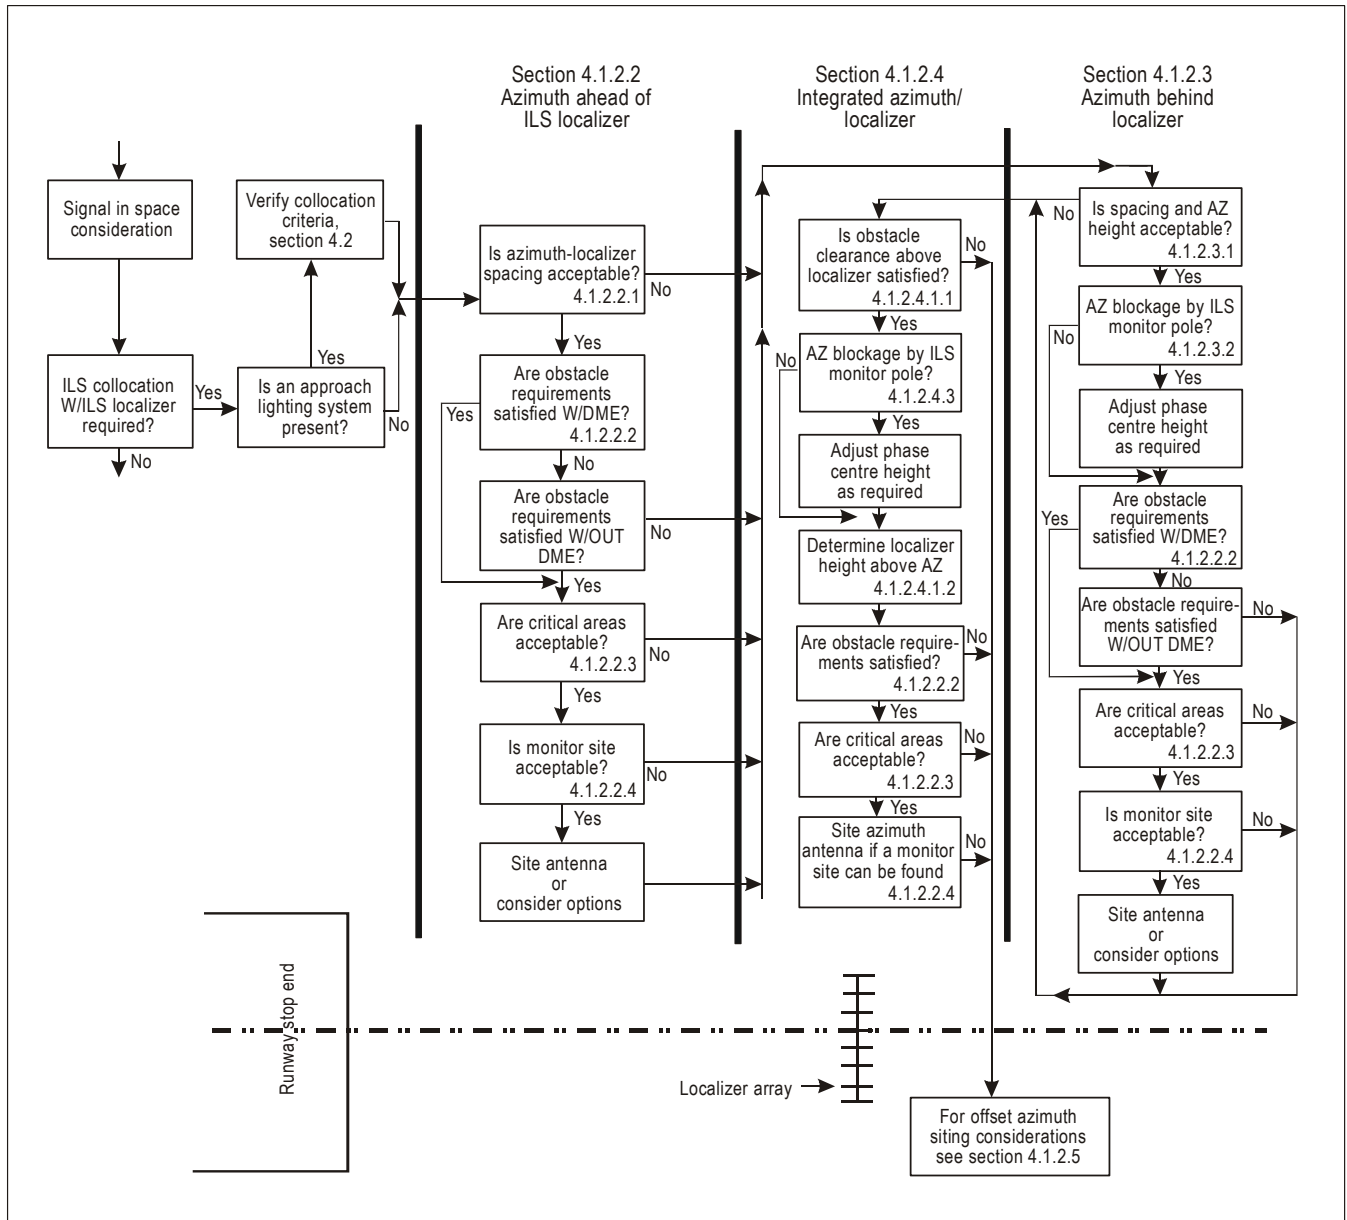 Section 4.1.2.2
Azimuth ahead of
ILS localizer
Section 4.1.2.4
Integrated azimuth/
localizer
Section 4.1.2.3
Azimuth behind
localizer
Signal in space
consideration
Verify collocation
criteria,
section 4.2
ILS collocation
W/ILS localizer
required?
Yes
No
Is an approach
lighting system
present?
Yes
No
Is azimuth-localizer
spacing acceptable?
4.1.2.2.1
No
Yes
Are obstacle
requirements
satisfied W/DME?
4.1.2.2.2
Yes
No
Are obstacle
requirements
satisfied W/OUT
DME?
No
Yes
Are critical areas
acceptable?
4.1.2.2.3
No
Yes
Is monitor site
acceptable?
4.1.2.2.4
No
Yes
Site antenna
or
consider options
Is obstacle
clearance above
localizer satisfied?
4.1.2.4.1.1
No
Yes
AZ blockage by ILS
monitor pole?
4.1.2.4.3
No
Yes
Adjust phase
centre height
as required
Determine localizer
height above AZ
4.1.2.4.1.2
Are obstacle require-
ments satisfied?
4.1.2.2.2
No
Yes
Are critical areas
acceptable?
4.1.2.2.3
No
Yes
Site azimuth
antenna if a monitor
site can be found
4.1.2.2.4
No
Is spacing and AZ
height acceptable?
4.1.2.3.1
No
Yes
AZ blockage by ILS
monitor pole?
4.1.2.3.2
No
Yes
Adjust phase
centre height
as required
Are obstacle
requirements
satisfied W/DME?
4.1.2.2.2
Yes
No
Are obstacle require-
ments satisfied
W/OUT DME?
No
Yes
Are critical areas
acceptable?
4.1.2.2.3
No
Yes
Is monitor site
acceptable?
4.1.2.2.4
No
Yes
Site antenna
or
consider options
Runway stop end
Localizer array
For offset azimuth
siting considerations
see section 4.1.2.5